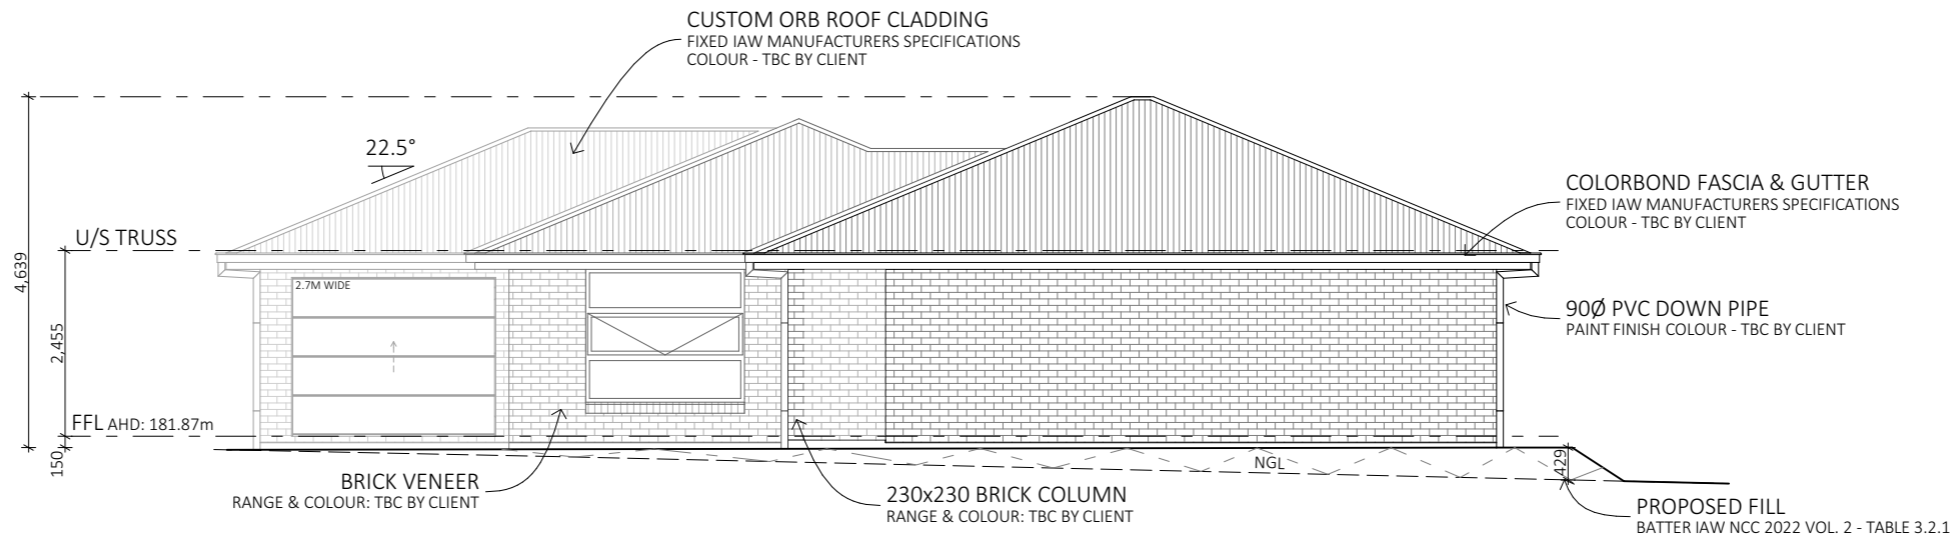 CUSTOM ORB ROOF CLADDING
FIXED IAW MANUFACTURERS SPECIFICATIONS
COLOUR - TBC BY CLIENT
22.5°
COLORBOND FASCIA & GUTTER
FIXED IAW MANUFACTURERS SPECIFICATIONS
COLOUR - TBC BY CLIENT
U/S TRUSS
4,639
2.7M WIDE
90Ø PVC DOWN PIPE
PAINT FINISH COLOUR - TBC BY CLIENT
2,455
FFL AHD: 181.87m
150
NGL
429
BRICK VENEER
RANGE & COLOUR: TBC BY CLIENT
230x230 BRICK COLUMN
RANGE & COLOUR: TBC BY CLIENT
PROPOSED FILL
BATTER IAW NCC 2022 VOL. 2 - TABLE 3.2.1